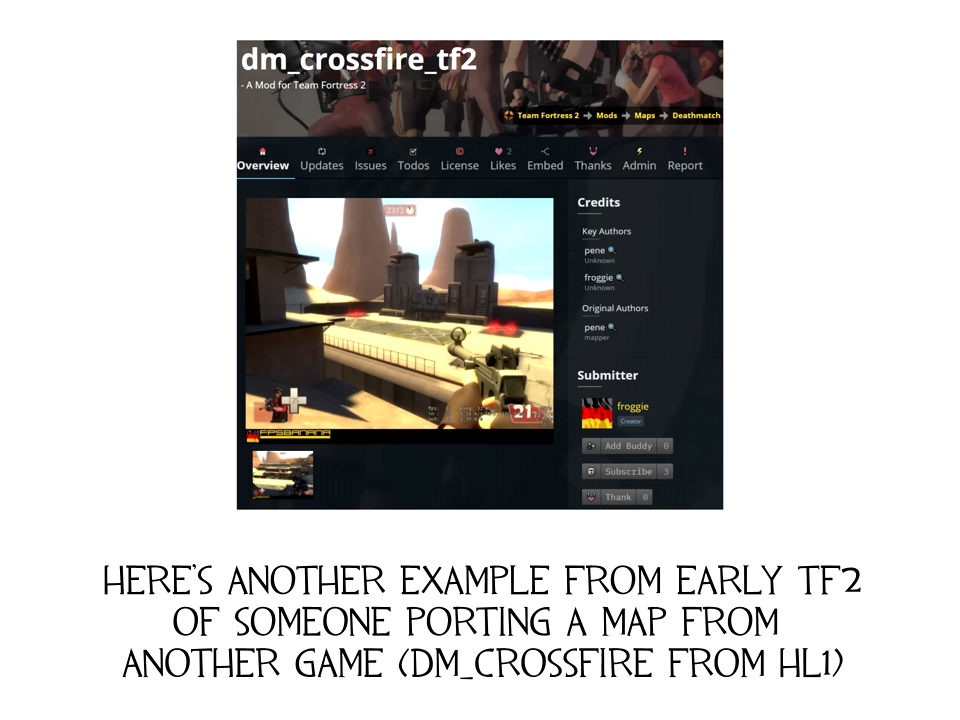 dm_crossfire_tf2
- A Mod for Team Fortress 2
Team Fortress 2 → Mods → Maps → Deathmatch
Overview Updates Issues Todos License 2 Likes Embed Thanks Admin Report
FPSBANANA
21
Credits
Key Authors
pene
Unknown
froggie
Unknown
Original Authors
pene
mapper
Submitter
froggie
Creator
Add Buddy 0
Subscribe 3
Thank 0
HERE'S ANOTHER EXAMPLE FROM EARLY TF2
OF SOMEONE PORTING A MAP FROM
ANOTHER GAME (DM_CROSSFIRE FROM HL1)